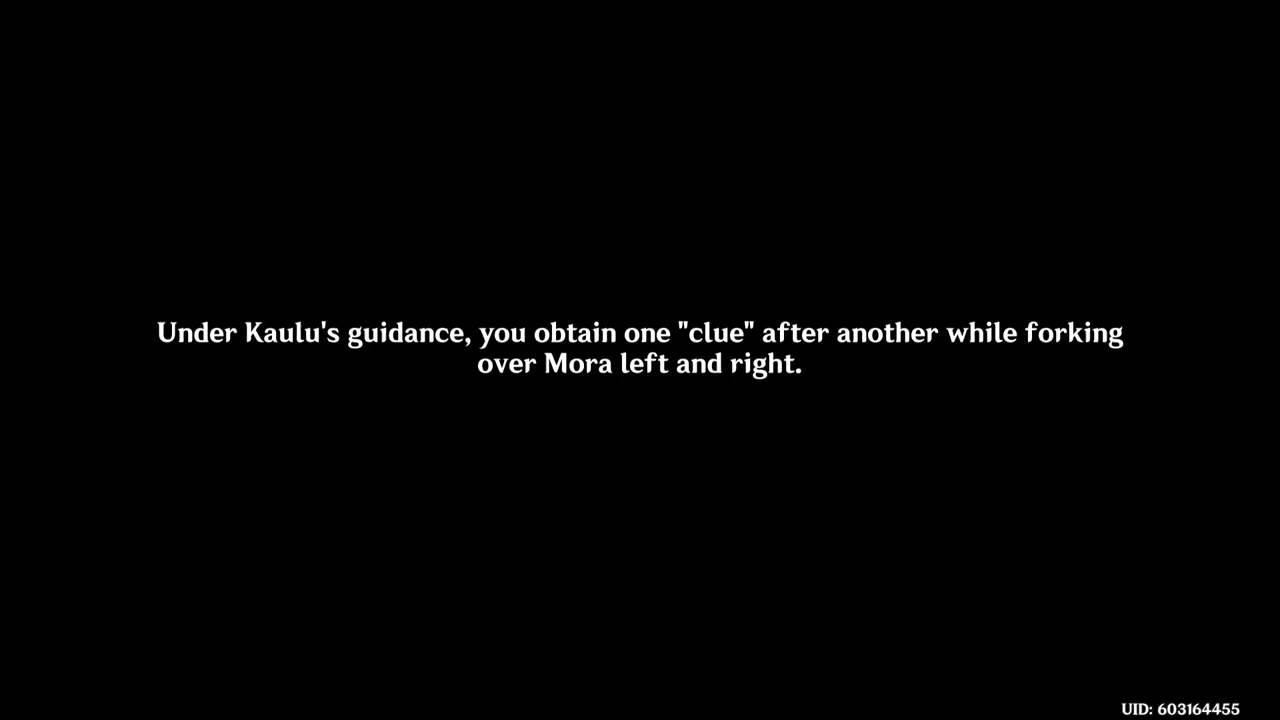 Under Kaulu's guidance, you obtain one "clue" after another while forking
over Mora left and right.
UID: 603164455